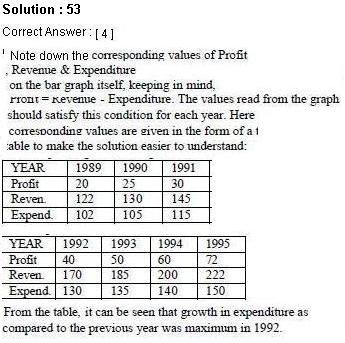 Solution : 53
Correct Answer : [ 4 ]
Note down the corresponding values of Profit
, Revenue & Expenditure
on the bar graph itself, keeping in mind,
= Revenue - Expenditure. The values read from the graph
should satisfy this condition for each year. Here
corresponding values are given in the form of a
table to make the solution easier to understand:
YEAR 1989 1990 1991
Profit 20 25 30
Reven. 122 130 145
Expend. 102 105 115
YEAR 1992 1993 1994 1995
Profit 40 50 60 72
Reven. 170 185 200 222
Expend. 130 135 140 150
From the table, it can be seen that growth in expenditure as
compared to the previous year was maximum in 1992.